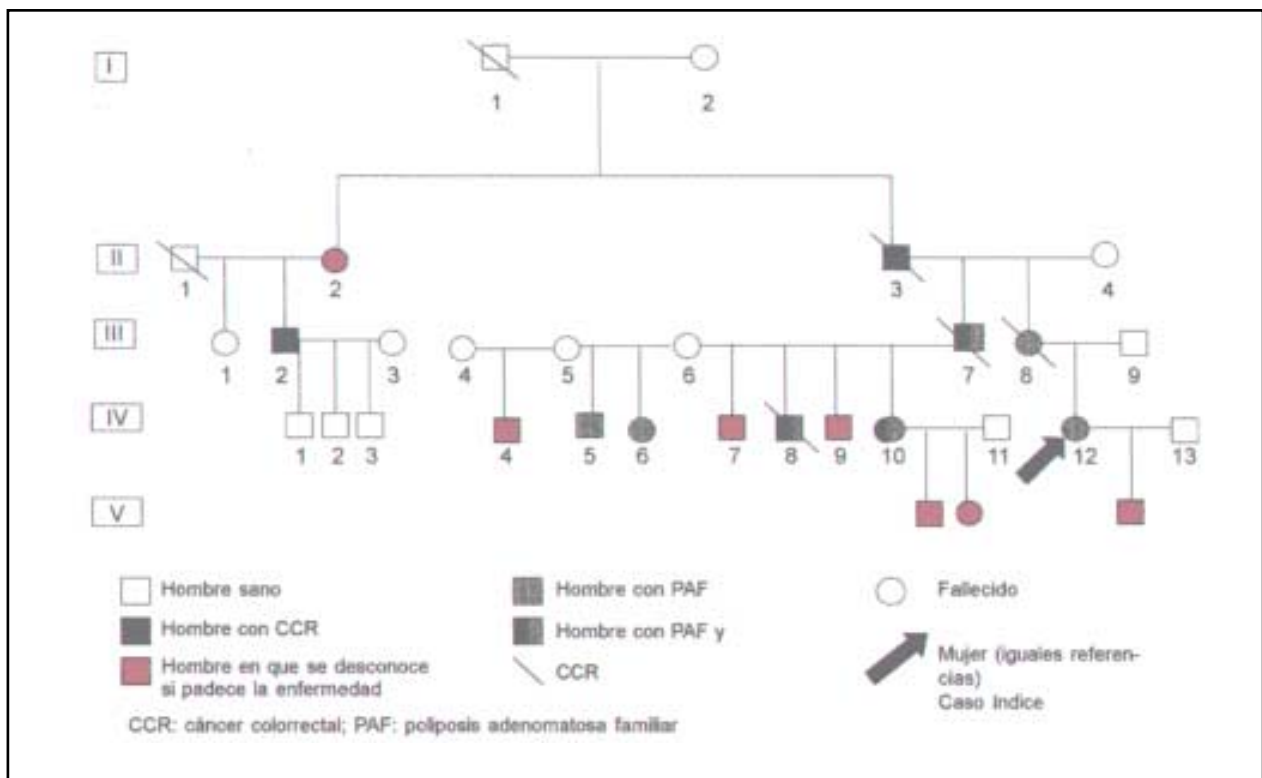 I
1 2
II
1 2 3 4
III
1 2 3 4 5 6 7 8 9
IV
1 2 3 4 5 6 7 8 9 10 11 12 13
V
Hombre sano
Hombre con CCR
Hombre en que se desconoce
si padece la enfermedad
Hombre con PAF
Hombre con PAF y
CCR
Fallecido
Mujer (iguales referen-
cias)
Caso Indice
CCR: cáncer colorrectal; PAF: poliposis adenomatosa familiar